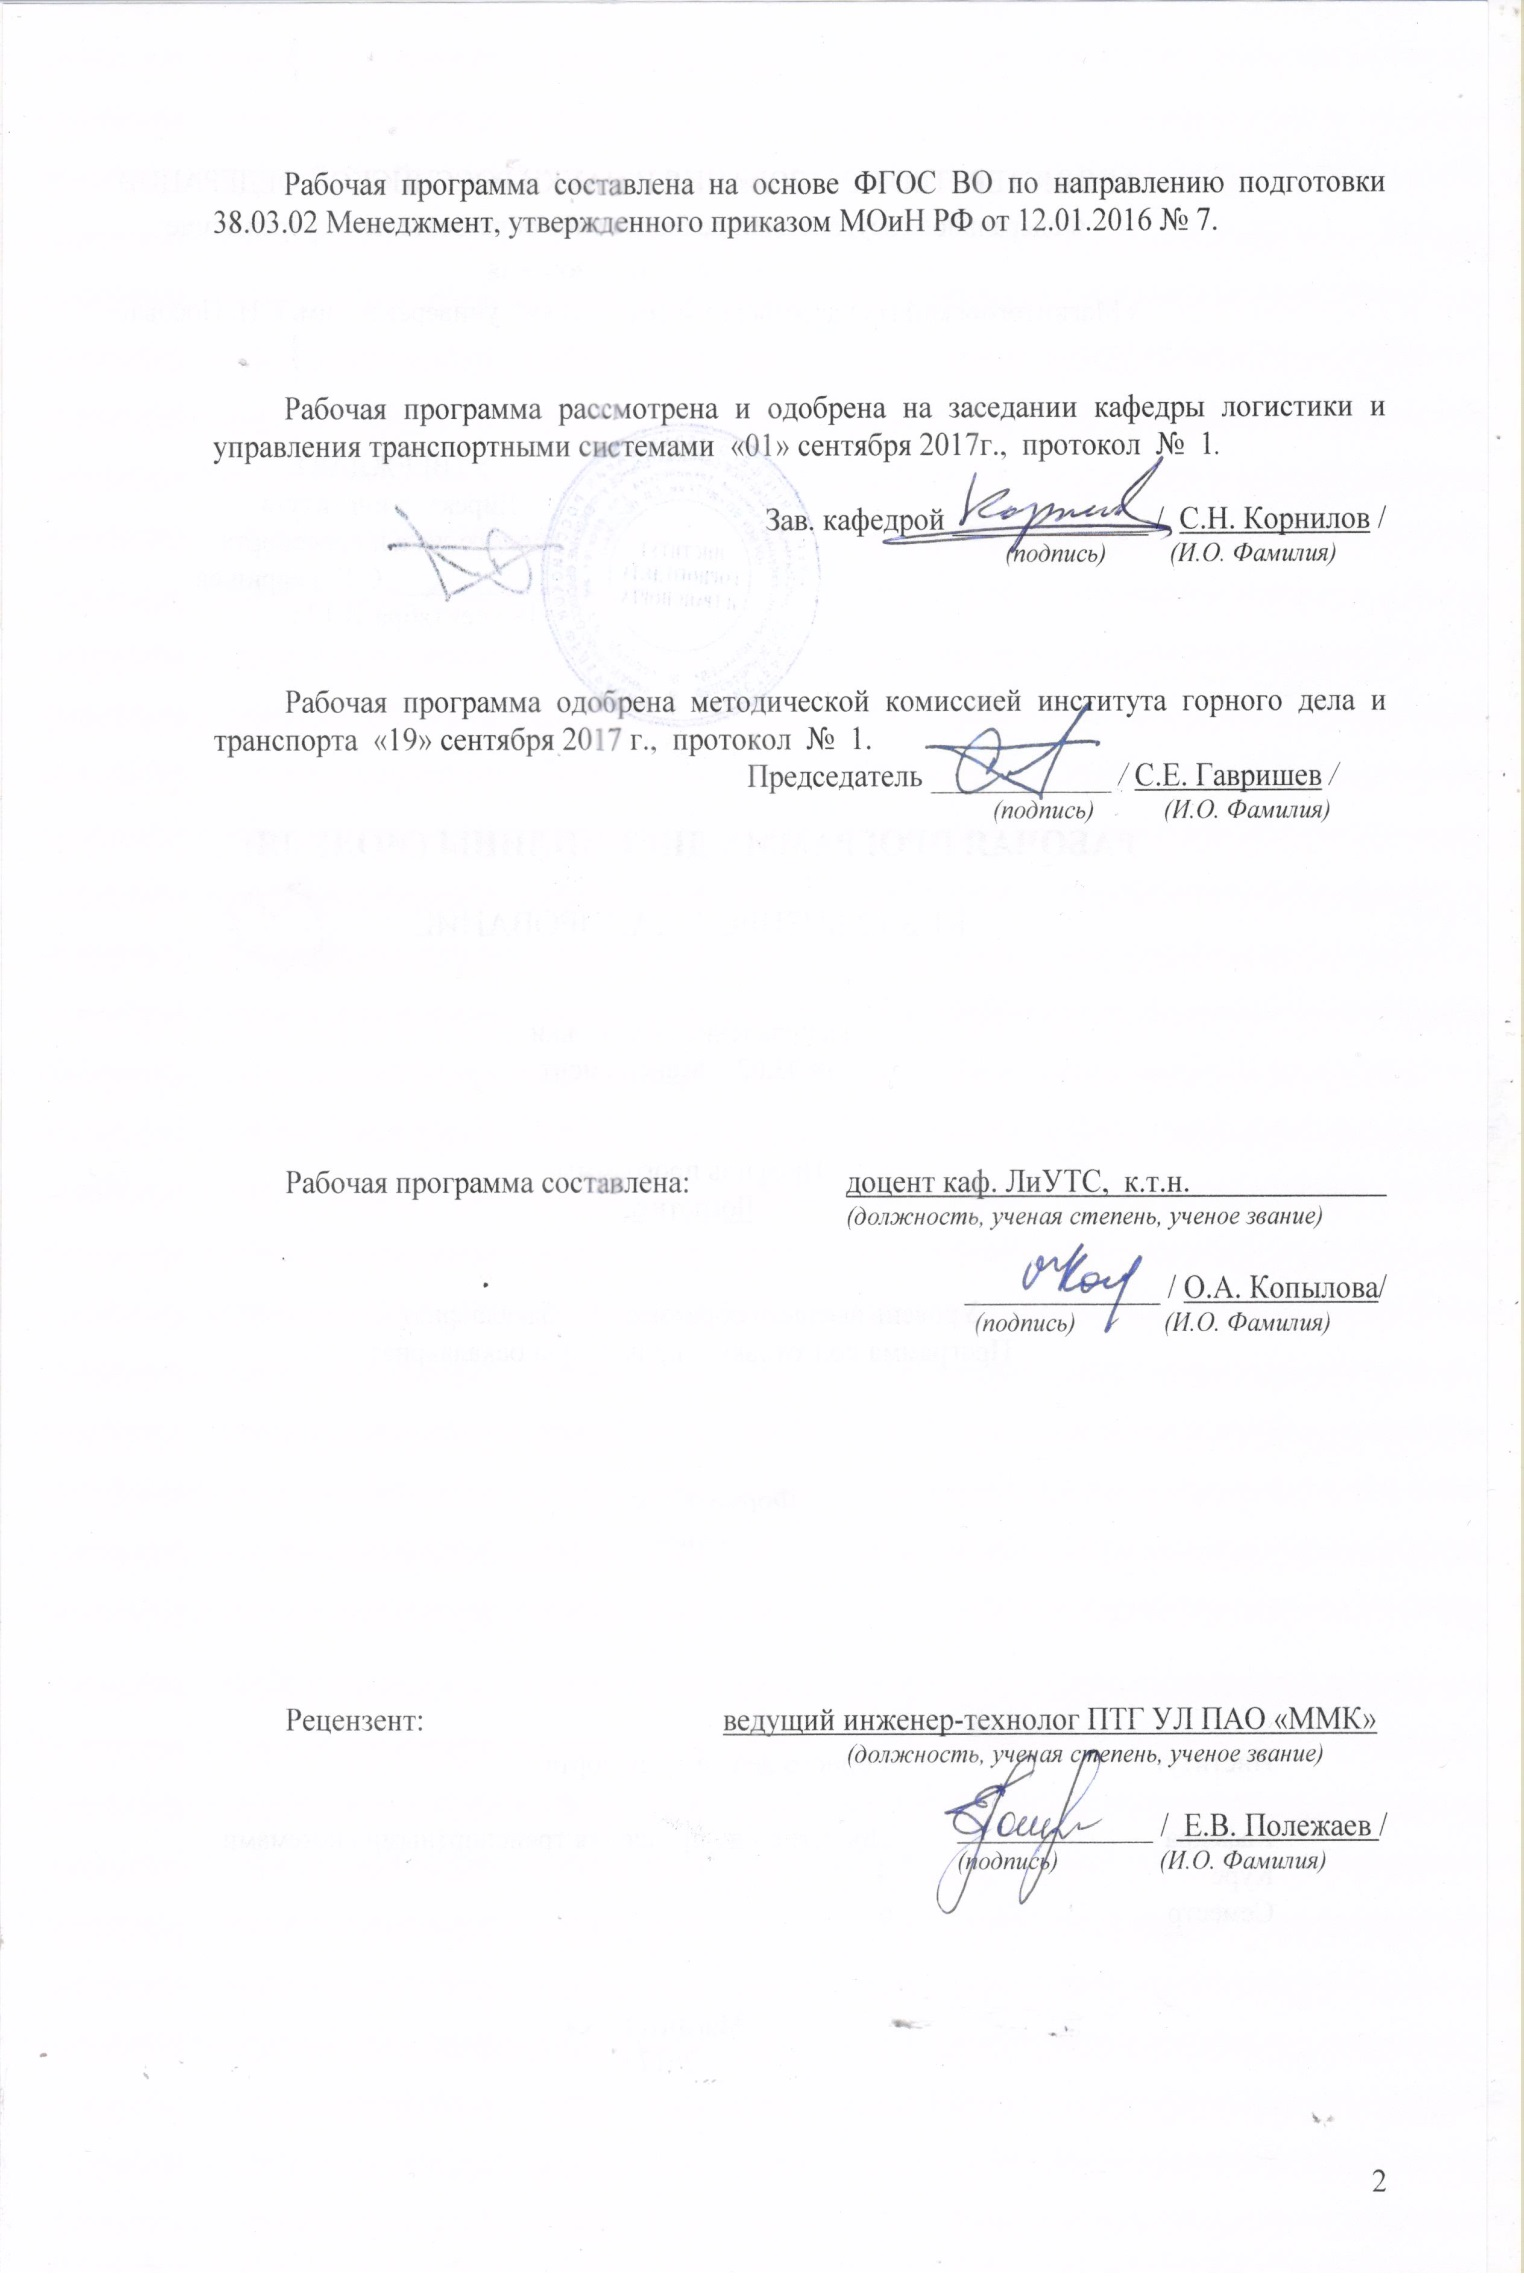 Рабочая программа составлена на основе ФГОС ВО по направлению подготовки
38.03.02 Менеджмент, утвержденного приказом МОиН РФ от 12.01.2016 № 7.
Рабочая программа рассмотрена и одобрена на заседании кафедры логистики и
управления транспортными системами «01» сентября 2017г., протокол № 1.
Зав. кафедрой ____________ / С.Н. Корнилов /
(подпись) (И.О. Фамилия)
Рабочая программа одобрена методической комиссией института горного дела и
транспорта «19» сентября 2017 г., протокол № 1.
Председатель ____________ / С.Е. Гавришев /
(подпись) (И.О. Фамилия)
Рабочая программа составлена: доцент каф. ЛиУТС, к.т.н.
(должность, ученая степень, ученое звание)
____________ / О.А. Копылова/
(подпись) (И.О. Фамилия)
Рецензент: ведущий инженер-технолог ПТГ УЛ ПАО «ММК»
(должность, ученая степень, ученое звание)
____________ / Е.В. Полежаев /
(подпись) (И.О. Фамилия)
2